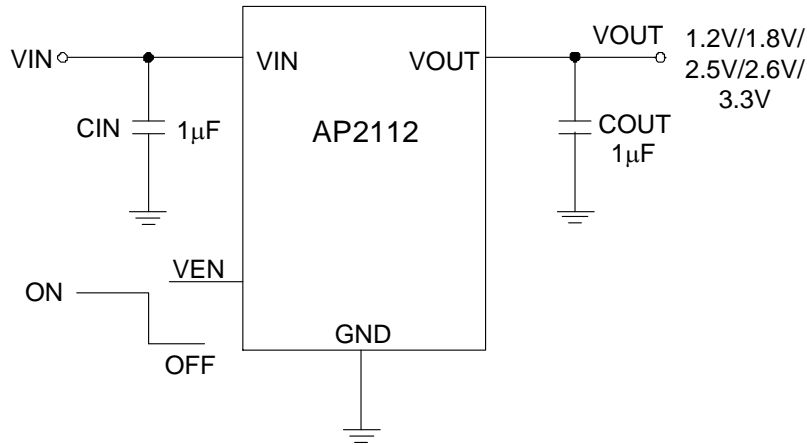 VIN
VIN
VOUT
VOUT
1.2V/1.8V/
2.5V/2.6V/
3.3V
CIN
1μF
AP2112
COUT
1μF
VEN
ON
OFF
GND